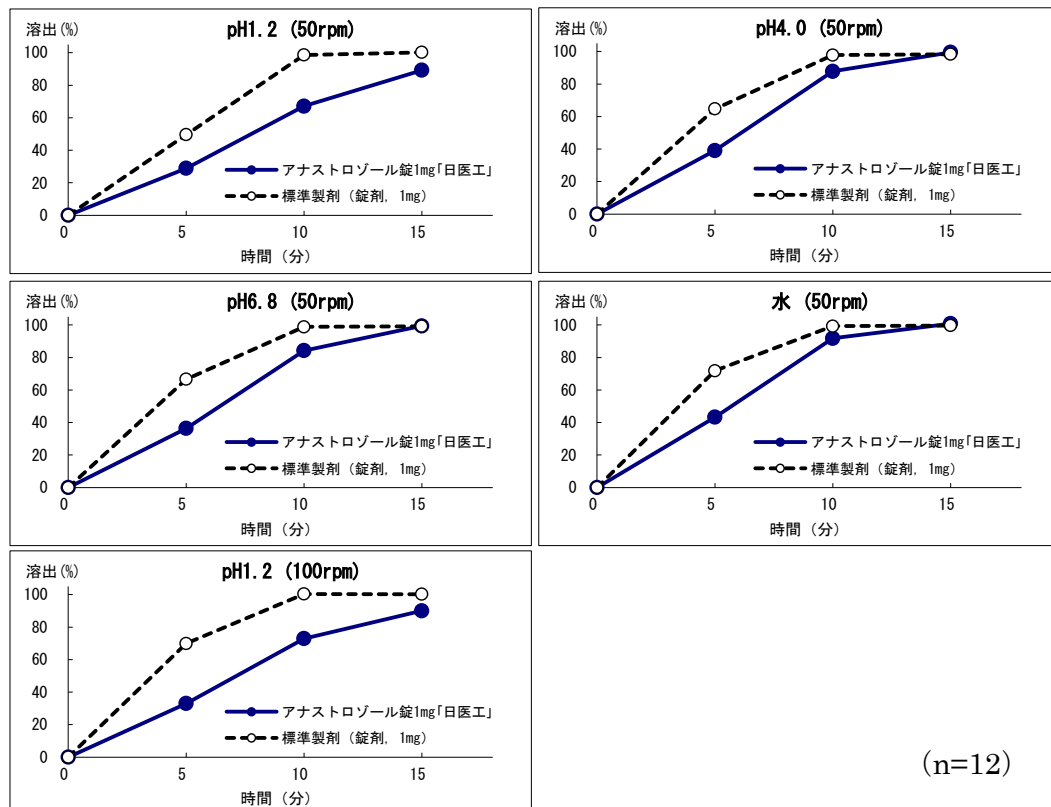 溶出(%)
pH1.2 (50rpm)
100
80
60
40
20
0
アナストロゾール錠1mg「日医工」
標準製剤（錠剤, 1mg）
0 5 10 15
時間（分）
溶出(%)
pH4.0 (50rpm)
100
80
60
40
20
0
アナストロゾール錠1mg「日医工」
標準製剤（錠剤, 1mg）
0 5 10 15
時間（分）
溶出(%)
pH6.8 (50rpm)
100
80
60
40
20
0
アナストロゾール錠1mg「日医工」
標準製剤（錠剤, 1mg）
0 5 10 15
時間（分）
溶出(%)
水 (50rpm)
100
80
60
40
20
0
アナストロゾール錠1mg「日医工」
標準製剤（錠剤, 1mg）
0 5 10 15
時間（分）
溶出(%)
pH1.2 (100rpm)
100
80
60
40
20
0
アナストロゾール錠1mg「日医工」
標準製剤（錠剤, 1mg）
0 5 10 15
時間（分）
(n=12)